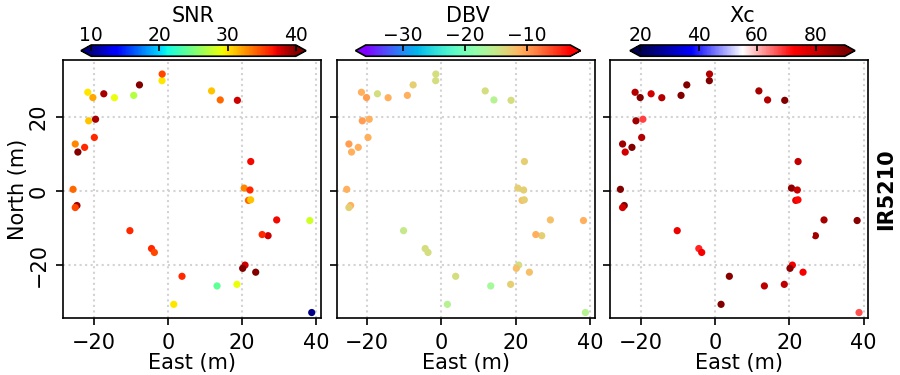 SNR
10 20 30 40
DBV
−30 −20 −10
Xc
20 40 60 80
North (m)
20
0
−20
−20 0 20 40
East (m)
−20 0 20 40
East (m)
−20 0 20 40
East (m)
IR5210